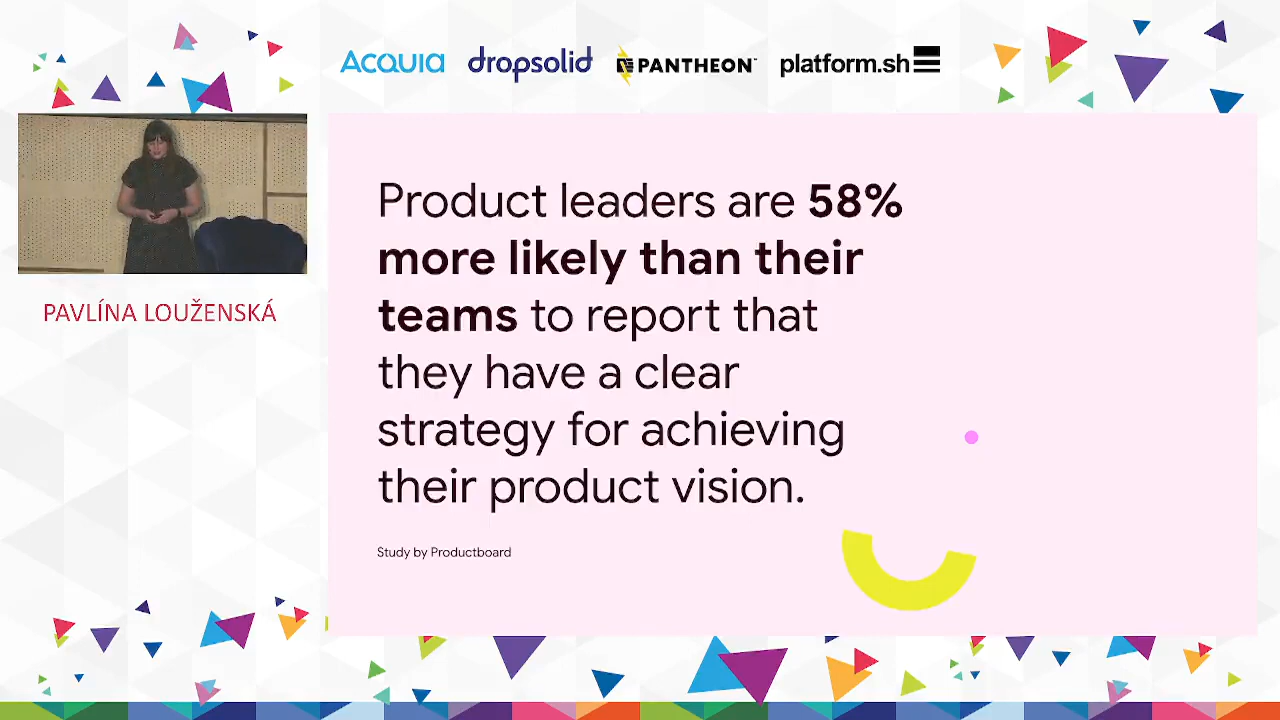 ACQUIA dropsolid PANTHEON platform.sh
PAVLÍNA LOUŽENSKÁ
Product leaders are 58%
more likely than their
teams to report that
they have a clear
strategy for achieving
their product vision.
Study by Productboard